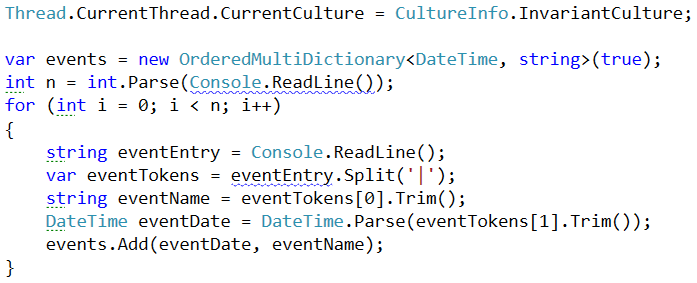 Thread.CurrentThread.CurrentCulture = CultureInfo.InvariantCulture;

var events = new OrderedMultiDictionary<DateTime, string>(true);
int n = int.Parse(Console.ReadLine());
for (int i = 0; i < n; i++)
{
    string eventEntry = Console.ReadLine();
    var eventTokens = eventEntry.Split('|');
    string eventName = eventTokens[0].Trim();
    DateTime eventDate = DateTime.Parse(eventTokens[1].Trim());
    events.Add(eventDate, eventName);
}